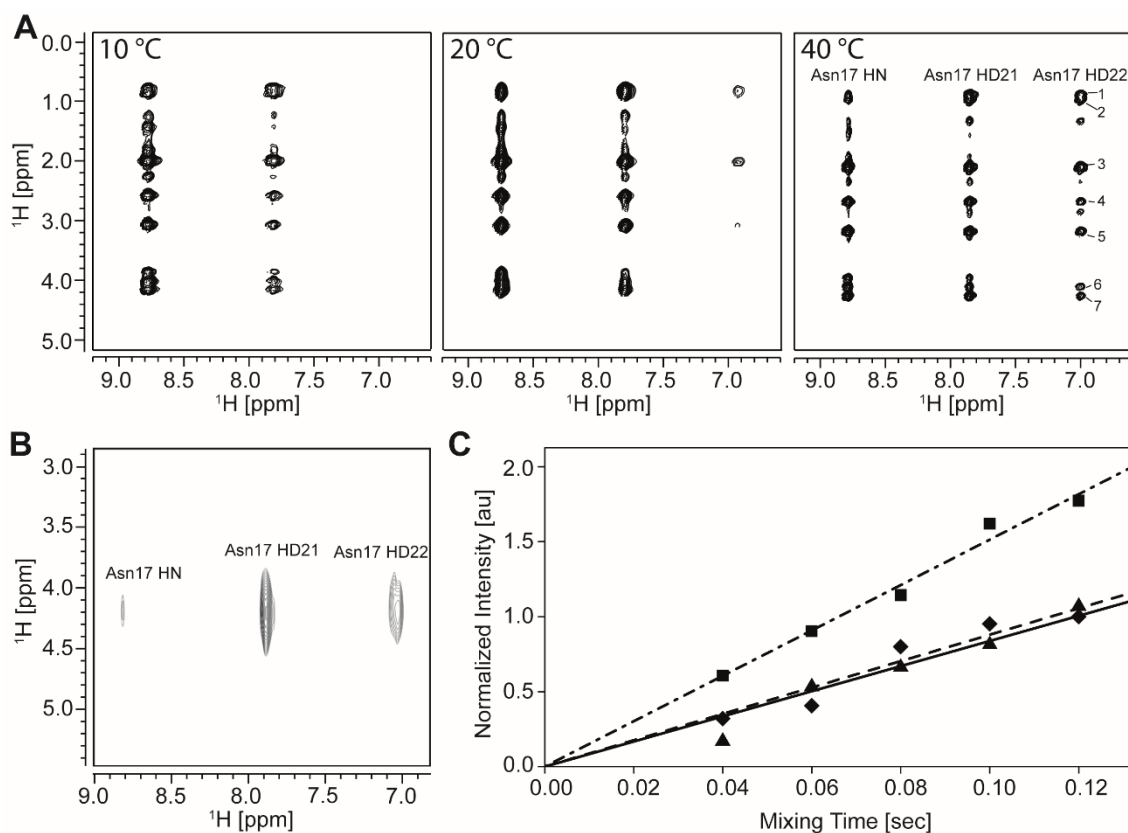 A
10 °C
20 °C
40 °C
Asn17 HN Asn17 HD21 Asn17 HD22
0.0
1.0
2.0
3.0
4.0
5.0
¹H [ppm]
1
2
3
4
5
6
7
9.0 8.5 8.0 7.5 7.0
¹H [ppm]
9.0 8.5 8.0 7.5 7.0
¹H [ppm]
9.0 8.5 8.0 7.5 7.0
¹H [ppm]
B
3.0
3.5
4.0
4.5
5.0
¹H [ppm]
Asn17 HN
Asn17 HD21
Asn17 HD22
9.0 8.5 8.0 7.5 7.0
¹H [ppm]
C
2.0
1.5
1.0
0.5
0.0
Normalized Intensity [au]
0.00 0.02 0.04 0.06 0.08 0.10 0.12
Mixing Time [sec]